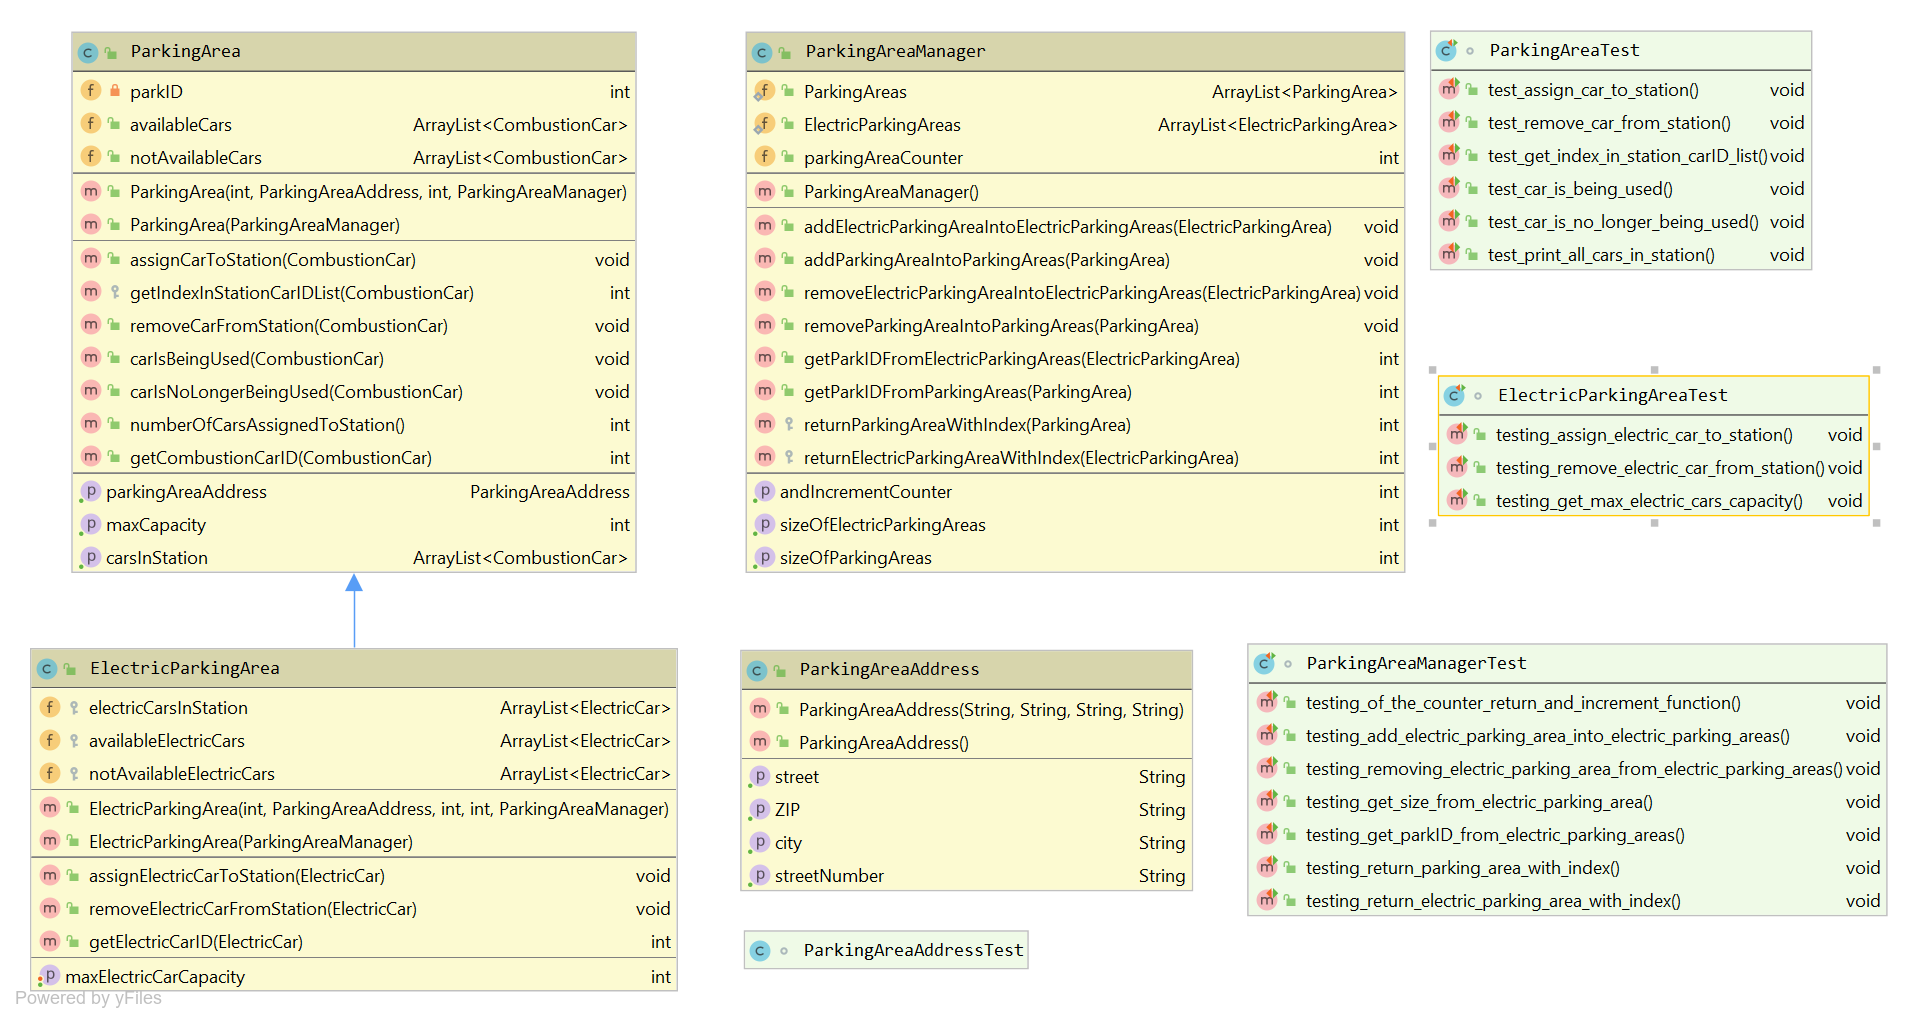 ParkingArea
parkID int
availableCars ArrayList<CombustionCar>
notAvailableCars ArrayList<CombustionCar>
ParkingArea(int, ParkingAreaAddress, int, ParkingAreaManager)
ParkingArea(ParkingAreaManager)
assignCarToStation(CombustionCar) void
getIndexInStationCarIDList(CombustionCar) int
removeCarFromStation(CombustionCar) void
carIsBeingUsed(CombustionCar) void
carIsNoLongerBeingUsed(CombustionCar) void
numberOfCarsAssignedToStation() int
getCombustionCarID(CombustionCar) int
parkingAreaAddress ParkingAreaAddress
maxCapacity int
carsInStation ArrayList<CombustionCar>
ParkingAreaManager
ParkingAreas ArrayList<ParkingArea>
ElectricParkingAreas ArrayList<ElectricParkingArea>
parkingAreaCounter int
ParkingAreaManager()
addElectricParkingAreaIntoElectricParkingAreas(ElectricParkingArea) void
addParkingAreaIntoParkingAreas(ParkingArea) void
removeElectricParkingAreaIntoElectricParkingAreas(ElectricParkingArea) void
removeParkingAreaIntoParkingAreas(ParkingArea) void
getParkIDFromElectricParkingAreas(ElectricParkingArea) int
getParkIDFromParkingAreas(ParkingArea) int
returnParkingAreaWithIndex(ParkingArea) int
returnElectricParkingAreaWithIndex(ElectricParkingArea) int
andIncrementCounter int
sizeOfElectricParkingAreas int
sizeOfParkingAreas int
ParkingAreaTest
test_assign_car_to_station() void
test_remove_car_from_station() void
test_get_index_in_station_carID_list() void
test_car_is_being_used() void
test_car_is_no_longer_being_used() void
test_print_all_cars_in_station() void
ElectricParkingAreaTest
testing_assign_electric_car_to_station() void
testing_remove_electric_car_from_station() void
testing_get_max_electric_cars_capacity() void
ElectricParkingArea
electricCarsInStation ArrayList<ElectricCar>
availableElectricCars ArrayList<ElectricCar>
notAvailableElectricCars ArrayList<ElectricCar>
ElectricParkingArea(int, ParkingAreaAddress, int, int, ParkingAreaManager)
ElectricParkingArea(ParkingAreaManager)
assignElectricCarToStation(ElectricCar) void
removeElectricCarFromStation(ElectricCar) void
getElectricCarID(ElectricCar) int
maxElectricCarCapacity int
ParkingAreaAddress
ParkingAreaAddress(String, String, String, String)
ParkingAreaAddress()
street String
ZIP String
city String
streetNumber String
ParkingAreaAddressTest
ParkingAreaManagerTest
testing_of_the_counter_return_and_increment_function() void
testing_add_electric_parking_area_into_electric_parking_areas() void
testing_removing_electric_parking_area_from_electric_parking_areas() void
testing_get_size_from_electric_parking_area() void
testing_get_parkID_from_electric_parking_areas() void
testing_return_parking_area_with_index() void
testing_return_electric_parking_area_with_index() void
Powered by yFiles